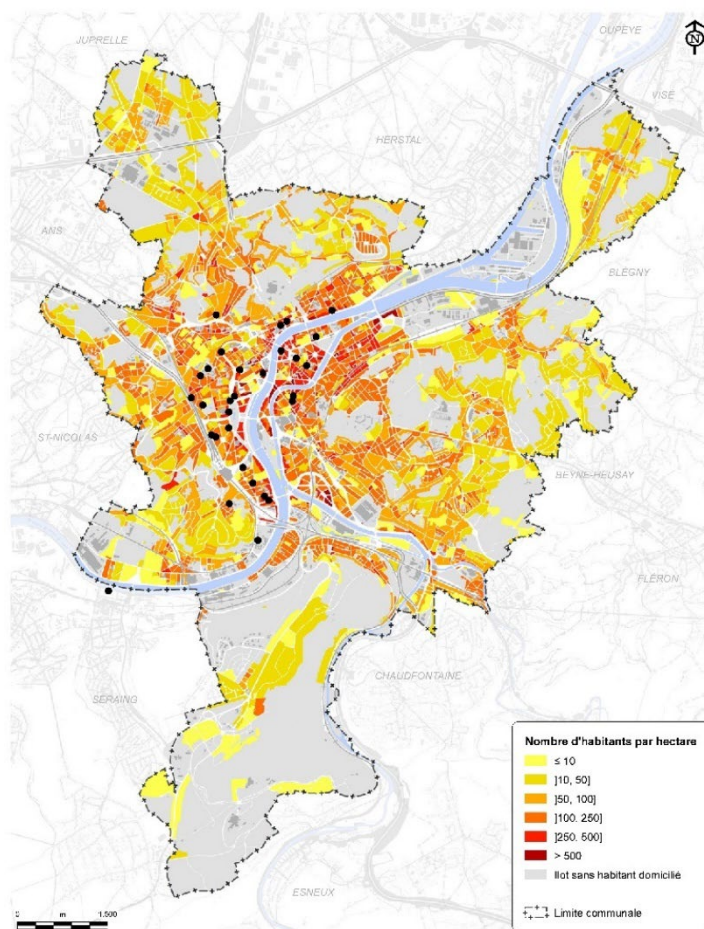 OUPEYE
JUPRELLE
N
VISE
HERSTAL
ANS
BLEGNY
ST-NICOLAS
BEYNE-HEUSAY
FLERON
CHAUDFONTAINE
SERAING
ESNEUX
Nombre d'habitants par hectare
≤ 10
]10, 50]
]50, 100]
]100. 250]
]250. 500]
> 500
Ilot sans habitant domicilié
Limite communale
0 m 1.500